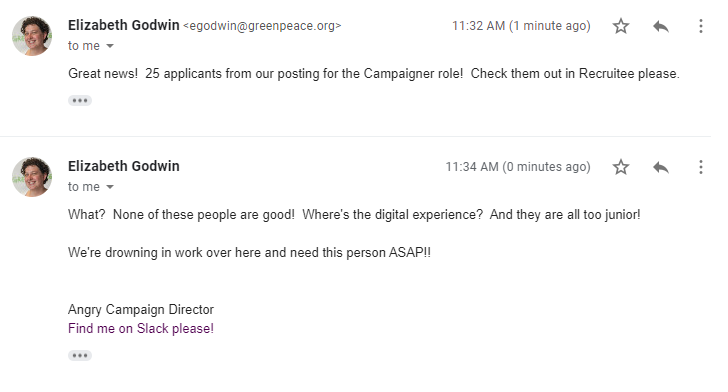 Elizabeth Godwin <egodwin@greenpeace.org> 11:32 AM (1 minute ago)
to me
Great news!  25 applicants from our posting for the Campaigner role!  Check them out in Recruitee please.
Elizabeth Godwin 11:34 AM (0 minutes ago)
to me
What?  None of these people are good!  Where's the digital experience?  And they are all too junior!
We're drowning in work over here and need this person ASAP!!
Angry Campaign Director
Find me on Slack please!